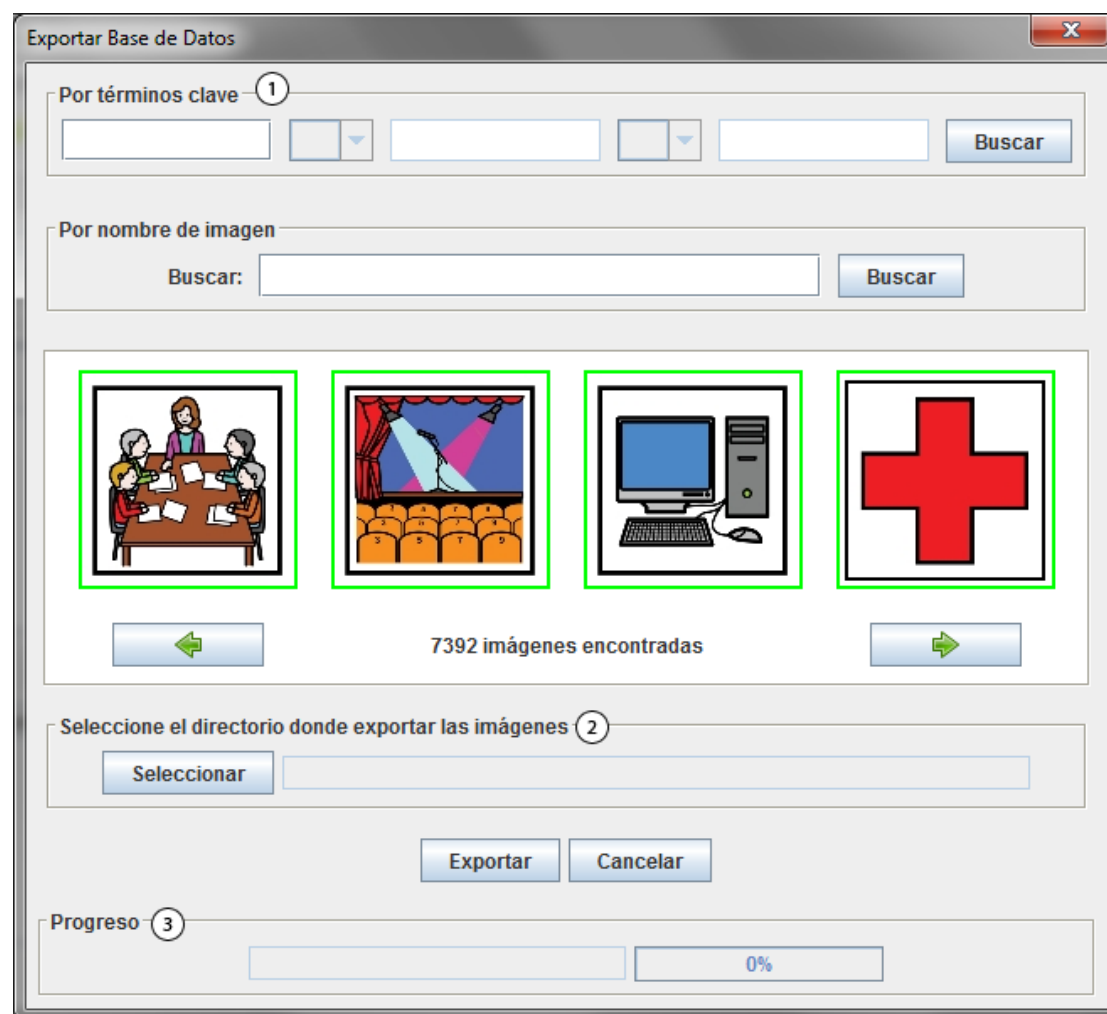 Exportar Base de Datos
Por términos clave 1
Buscar
Por nombre de imagen
Buscar: Buscar
7392 imágenes encontradas
Seleccione el directorio donde exportar las imágenes 2
Seleccionar
Exportar Cancelar
Progreso 3
0%